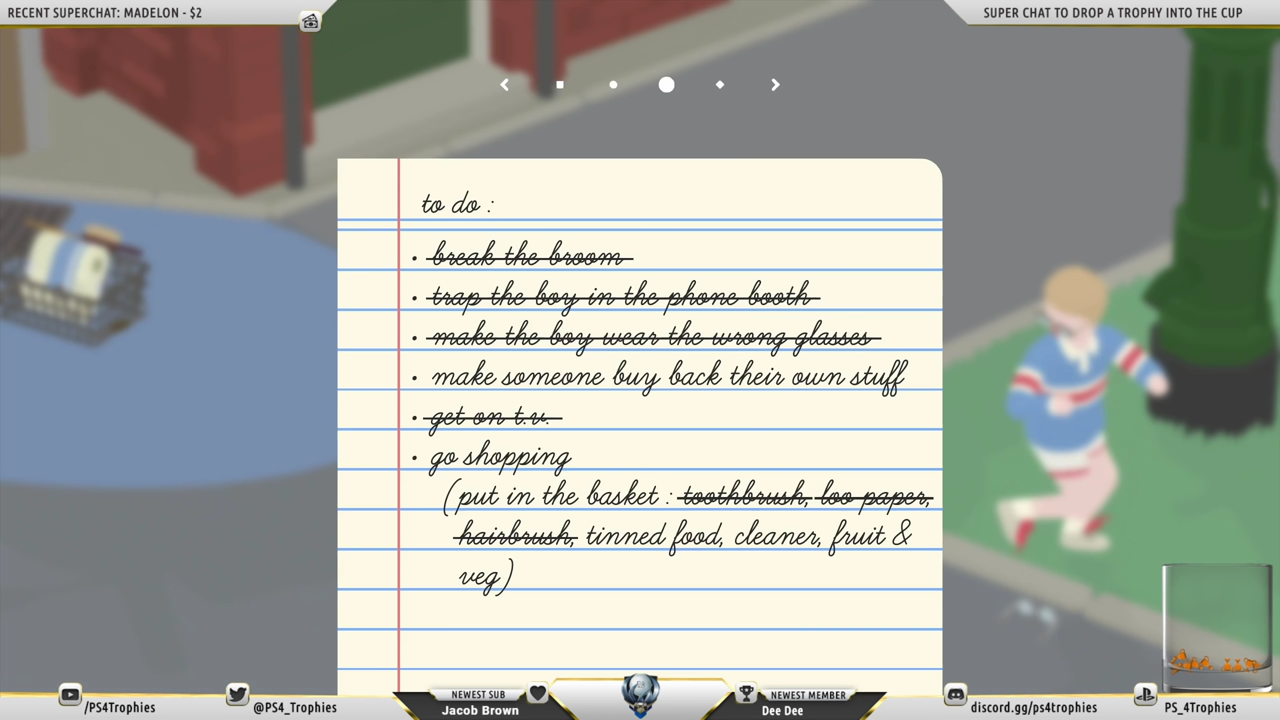 RECENT SUPERCHAT: MADELON - $2
SUPER CHAT TO DROP A TROPHY INTO THE CUP
to do :
• break the broom
• trap the boy in the phone booth
• make the boy wear the wrong glasses
• make someone buy back their own stuff
• get on t.v.
• go shopping
(put in the basket : toothbrush, loo paper,
hairbrush, tinned food, cleaner, fruit &
veg)
/PS4Trophies
@PS4_Trophies
NEWEST SUB
Jacob Brown
NEWEST MEMBER
Dee Dee
discord.gg/ps4trophies
PS_4Trophies